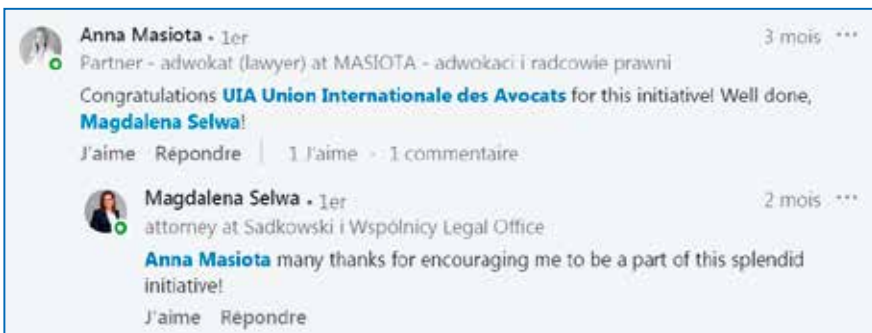 Anna Masiota • 1er
3 mois
Partner - adwokat (lawyer) at MASIOTA - adwokaci i radcowie prawni
Congratulations UIA Union Internationale des Avocats for this initiative! Well done,
Magdalena Selwa!
J'aime Répondre | 1 J'aime · 1 commentaire
Magdalena Selwa • 1er
2 mois
attorney at Sadkowski i Wspólnicy Legal Office
Anna Masiota many thanks for encouraging me to be a part of this splendid
initiative!
J'aime Répondre